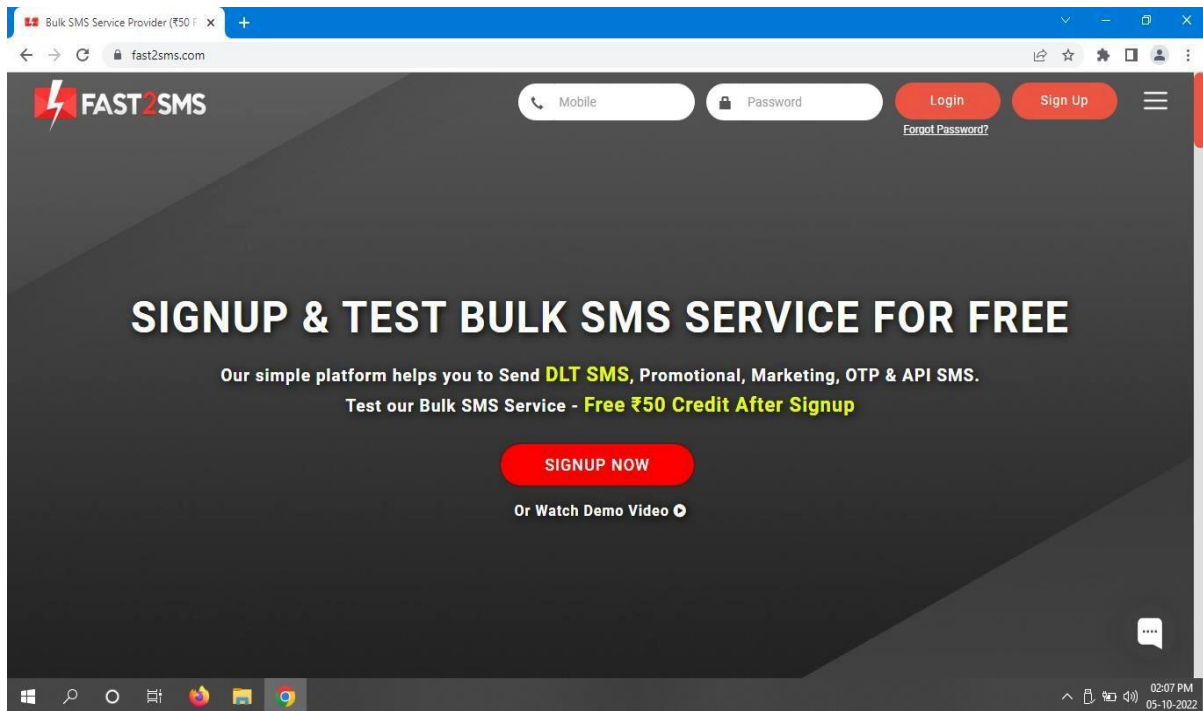 Bulk SMS Service Provider (₹50 F
fast2sms.com
FAST2SMS
Mobile
Password
Login
Sign Up
Forgot Password?
SIGNUP & TEST BULK SMS SERVICE FOR FREE
Our simple platform helps you to Send DLT SMS, Promotional, Marketing, OTP & API SMS.
Test our Bulk SMS Service - Free ₹50 Credit After Signup
SIGNUP NOW
Or Watch Demo Video
02:07 PM
05-10-2022